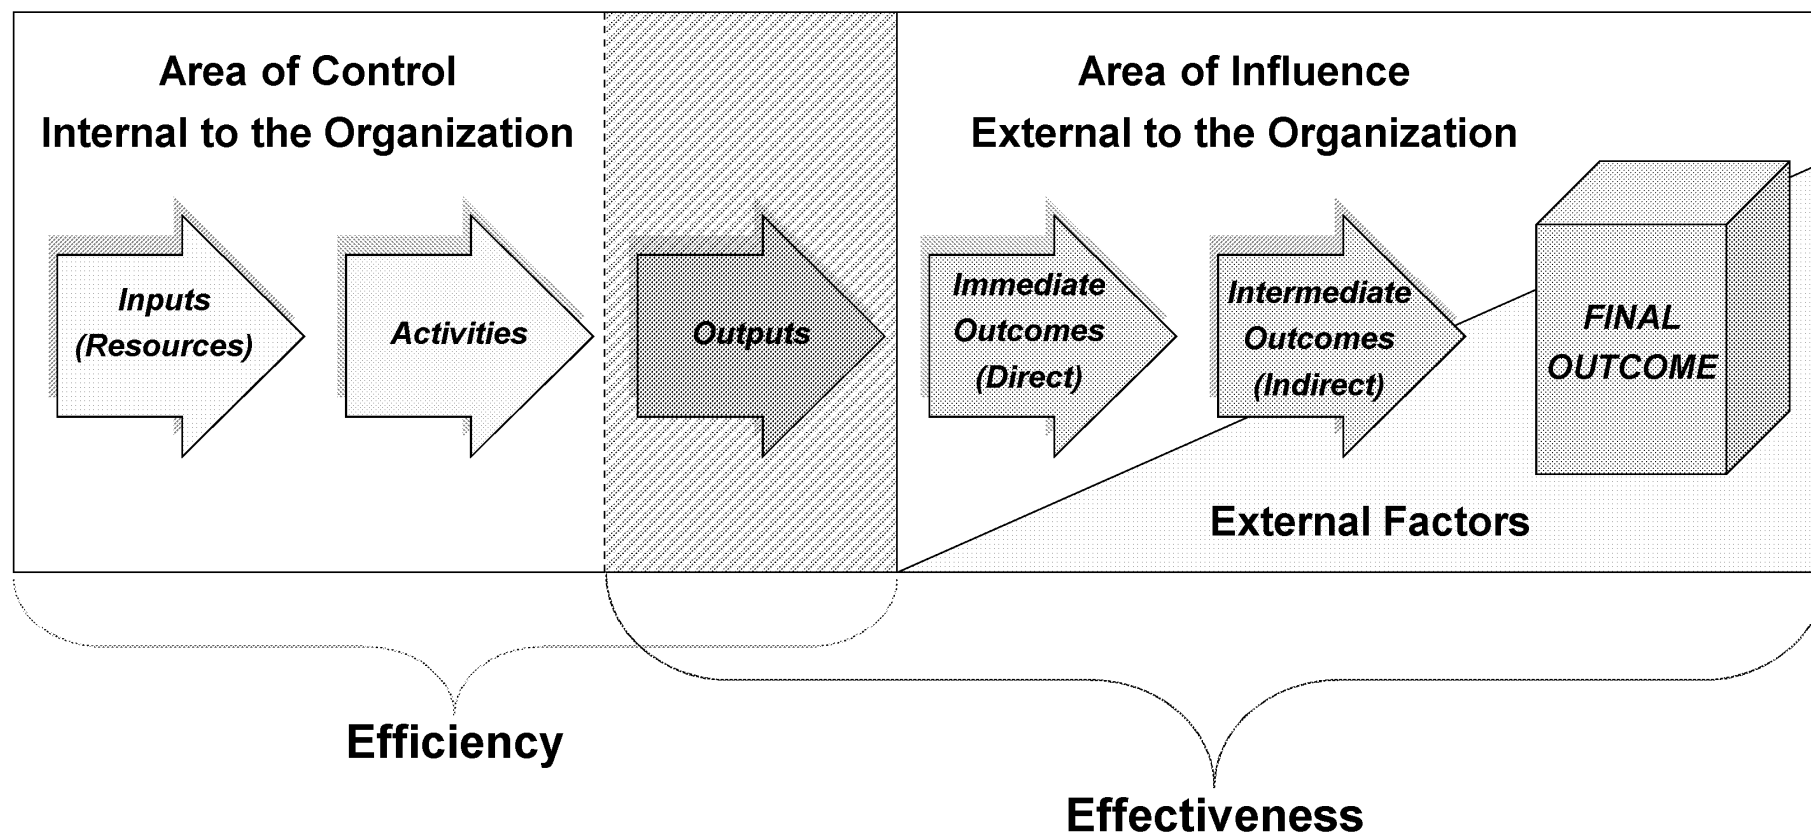 Area of Control
Internal to the Organization
Area of Influence
External to the Organization
Inputs
(Resources)
Activities
Outputs
Immediate
Outcomes
(Direct)
Intermediate
Outcomes
(Indirect)
FINAL
OUTCOME
External Factors
Efficiency
Effectiveness